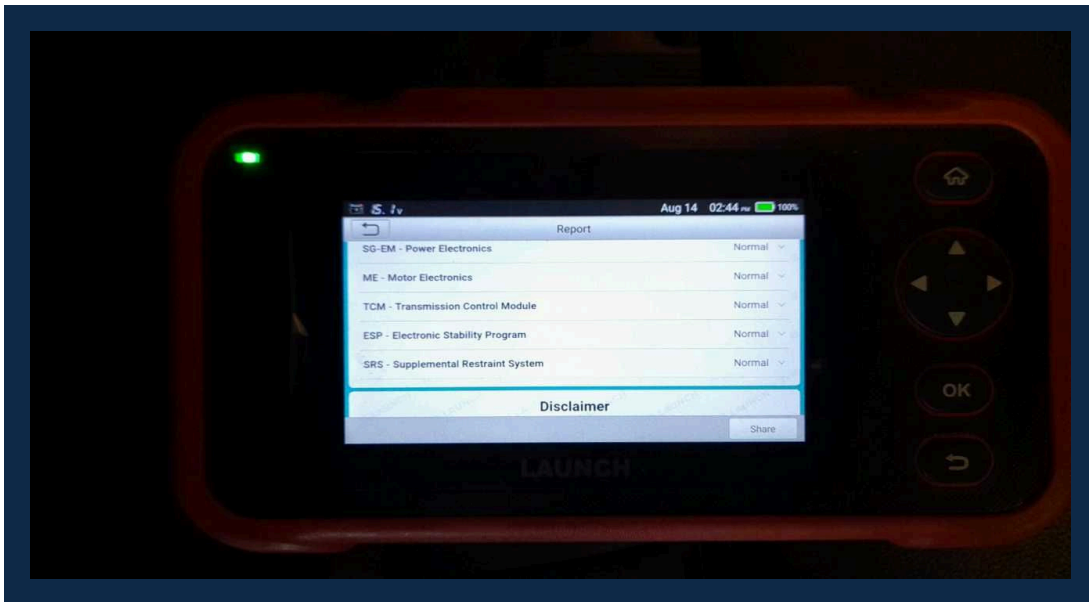 Aug 14 02:44 PM 100%
Report
SG-EM - Power Electronics Normal
ME - Motor Electronics Normal
TCM - Transmission Control Module Normal
ESP - Electronic Stability Program Normal
SRS - Supplemental Restraint System Normal
Disclaimer
Share
OK
LAUNCH